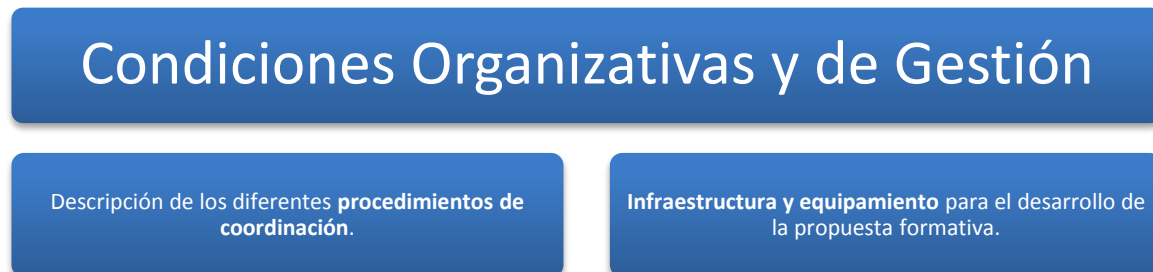 Condiciones Organizativas y de Gestión
Descripción de los diferentes procedimientos de
coordinación.
Infraestructura y equipamiento para el desarrollo de
la propuesta formativa.